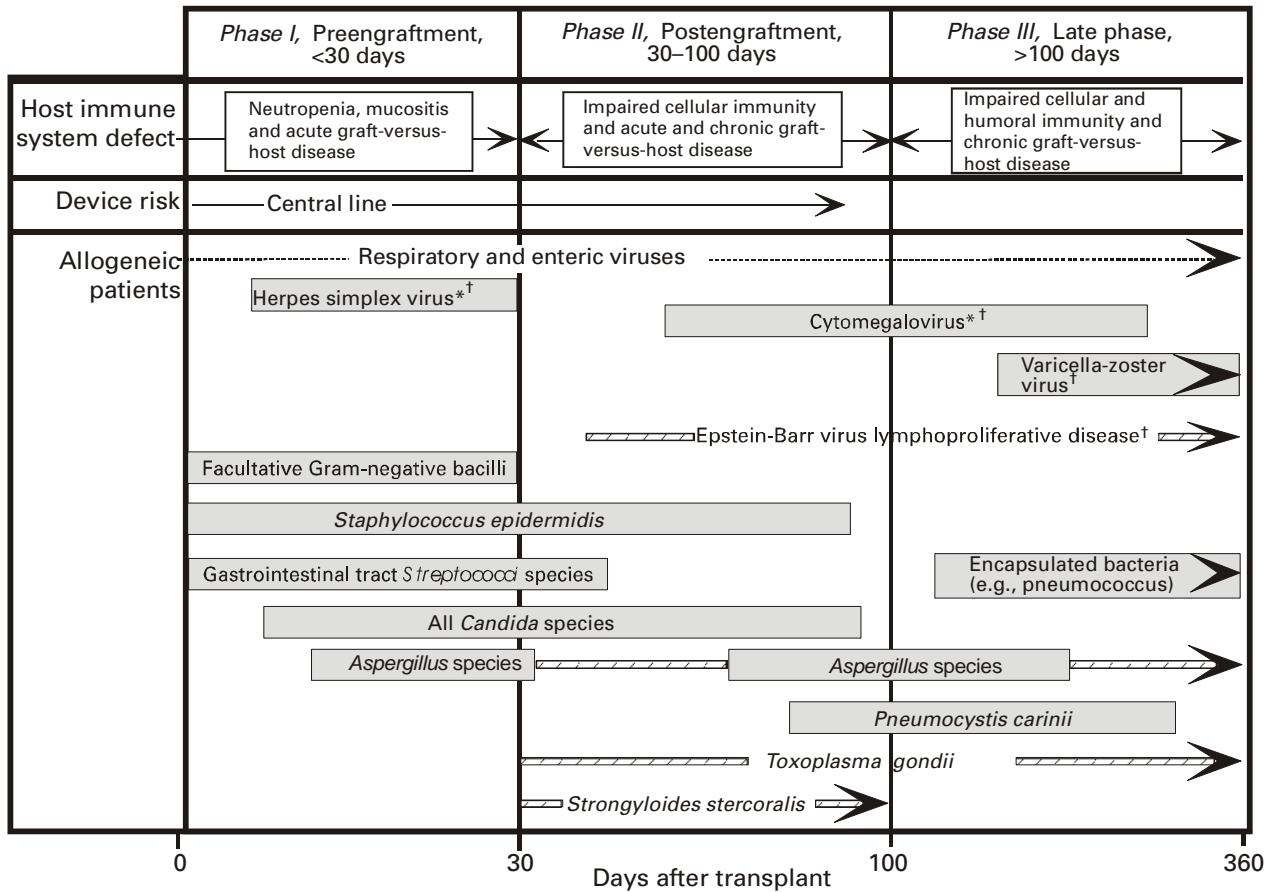 Phase I, Preengraftment,
<30 days
Phase II, Postengraftment,
30–100 days
Phase III, Late phase,
>100 days
Host immune
system defect
Neutropenia, mucositis
and acute graft-versus-
host disease
Impaired cellular immunity
and acute and chronic graft-
versus-host disease
Impaired cellular and
humoral immunity and
chronic graft-versus-
host disease
Device risk
Central line
Allogeneic
patients
Respiratory and enteric viruses
Herpes simplex virus*†
Cytomegalovirus*†
Varicella-zoster
virus†
Epstein-Barr virus lymphoproliferative disease†
Facultative Gram-negative bacilli
Staphylococcus epidermidis
Gastrointestinal tract Streptococci species
Encapsulated bacteria
(e.g., pneumococcus)
All Candida species
Aspergillus species
Aspergillus species
Pneumocystis carinii
Toxoplasma gondii
Strongyloides stercoralis
0
30
100
360
Days after transplant